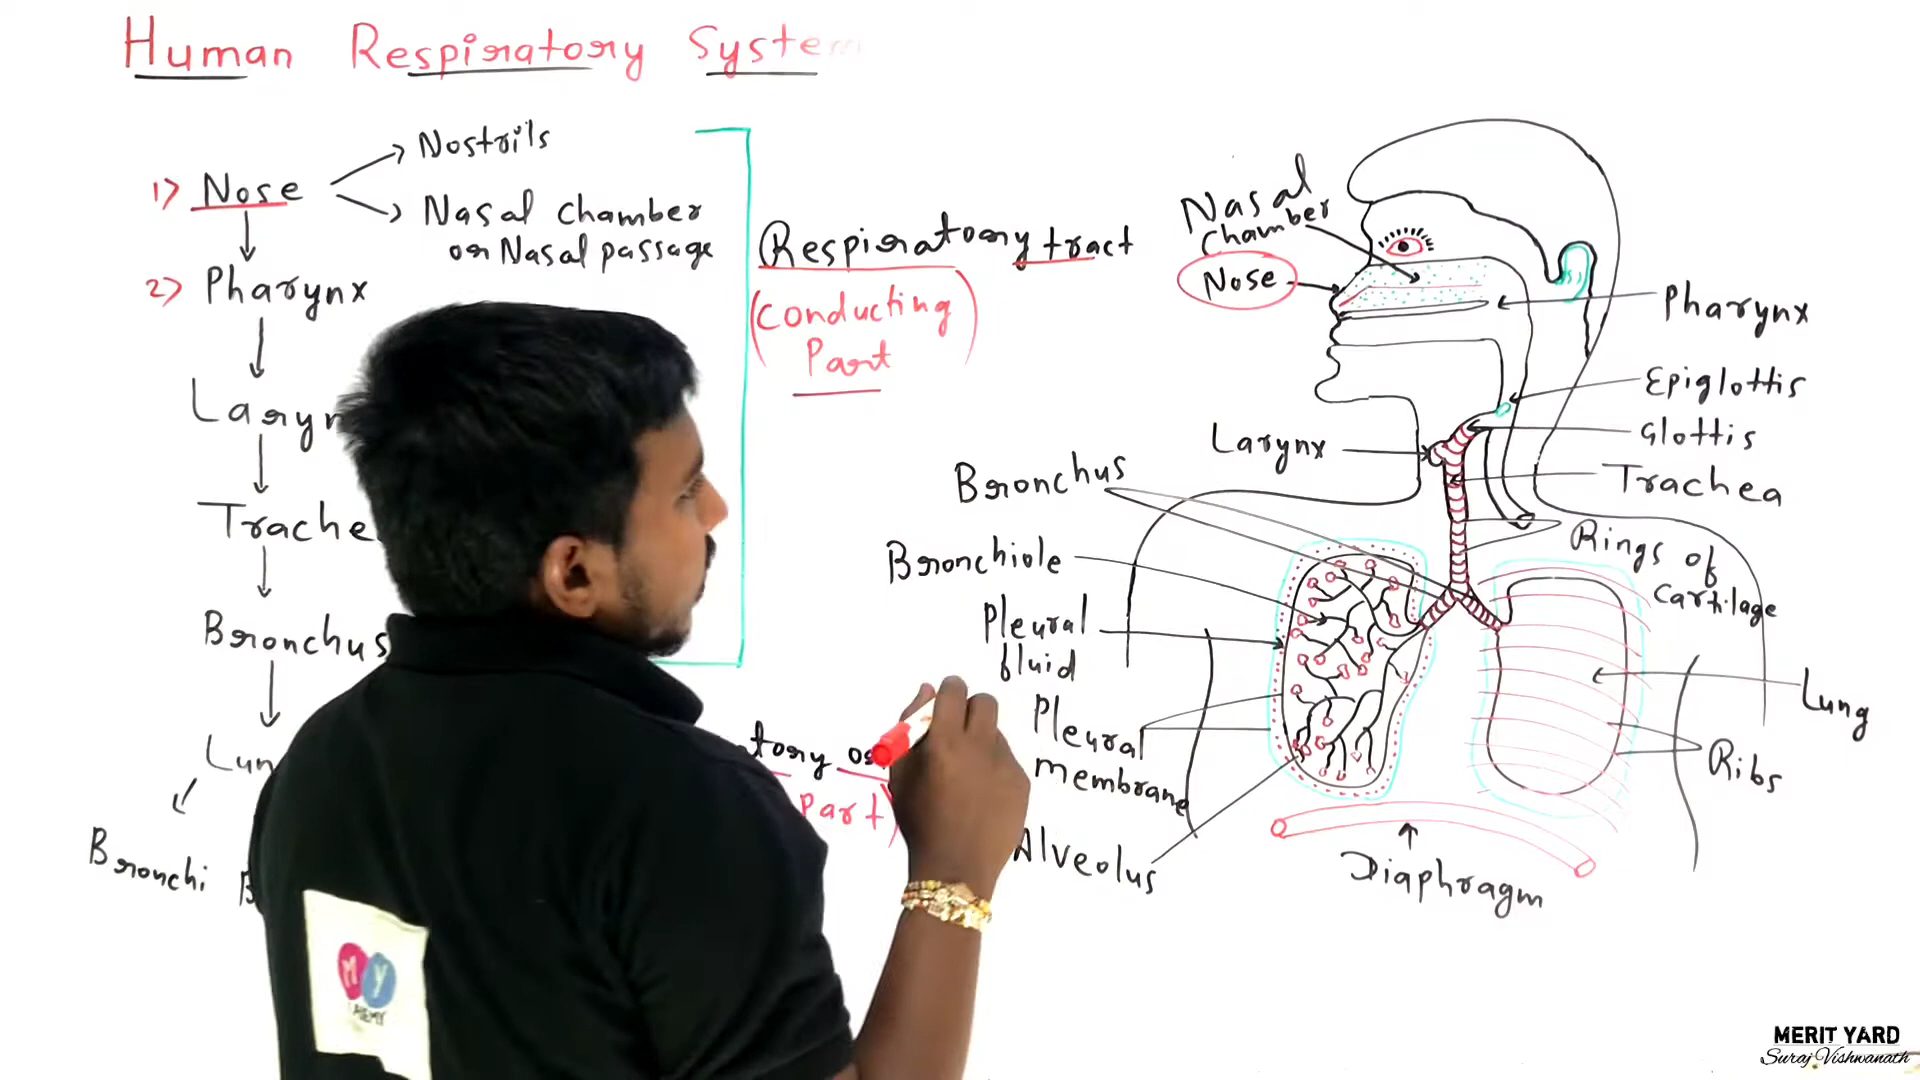 Human Respiratory System
Nostrils
1) Nose
Nasal chamber
or Nasal passage
2) Pharynx
Laryn
Trache
Bronchus
Lun
Bronchi
Respiratory tract
(Conducting
Part)
tory
Part)
Nasal
chamber
Nose
Pharynx
Epiglottis
Glottis
Larynx
Trachea
Bronchus
Rings of
Cartilage
Bronchiole
Pleural
fluid
Pleural
membrane
Alveolus
Lung
Ribs
Diaphragm
MY
MERIT YARD
Suraj Vishwanath